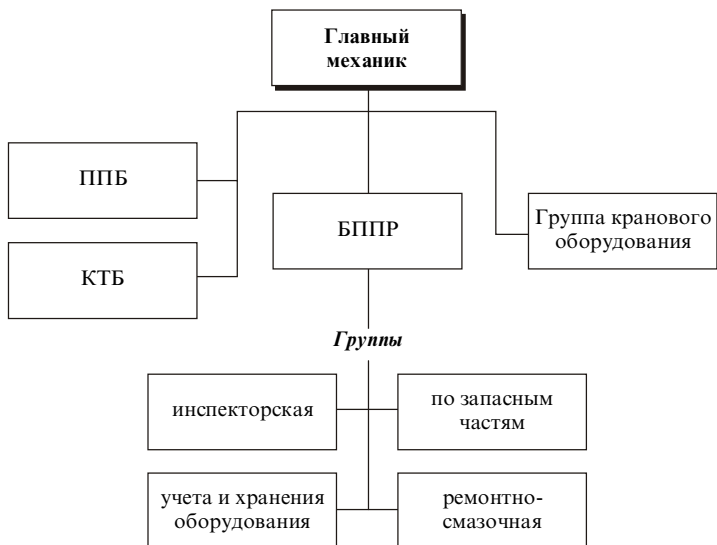 Главный
механик
ППБ
БППР
Группа кранового
оборудования
КТБ
Группы
инспекторская
по запасным
частям
учета и хранения
оборудования
ремонтно-
смазочная